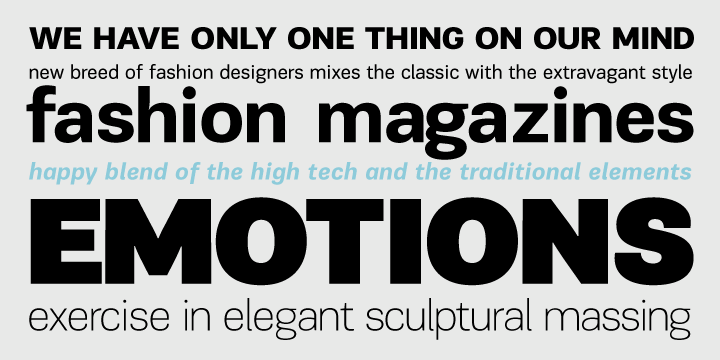 WE HAVE ONLY ONE THING ON OUR MIND
new breed of fashion designers mixes the classic with the extravagant style
fashion magazines
happy blend of the high tech and the traditional elements
EMOTIONS
exercise in elegant sculptural massing